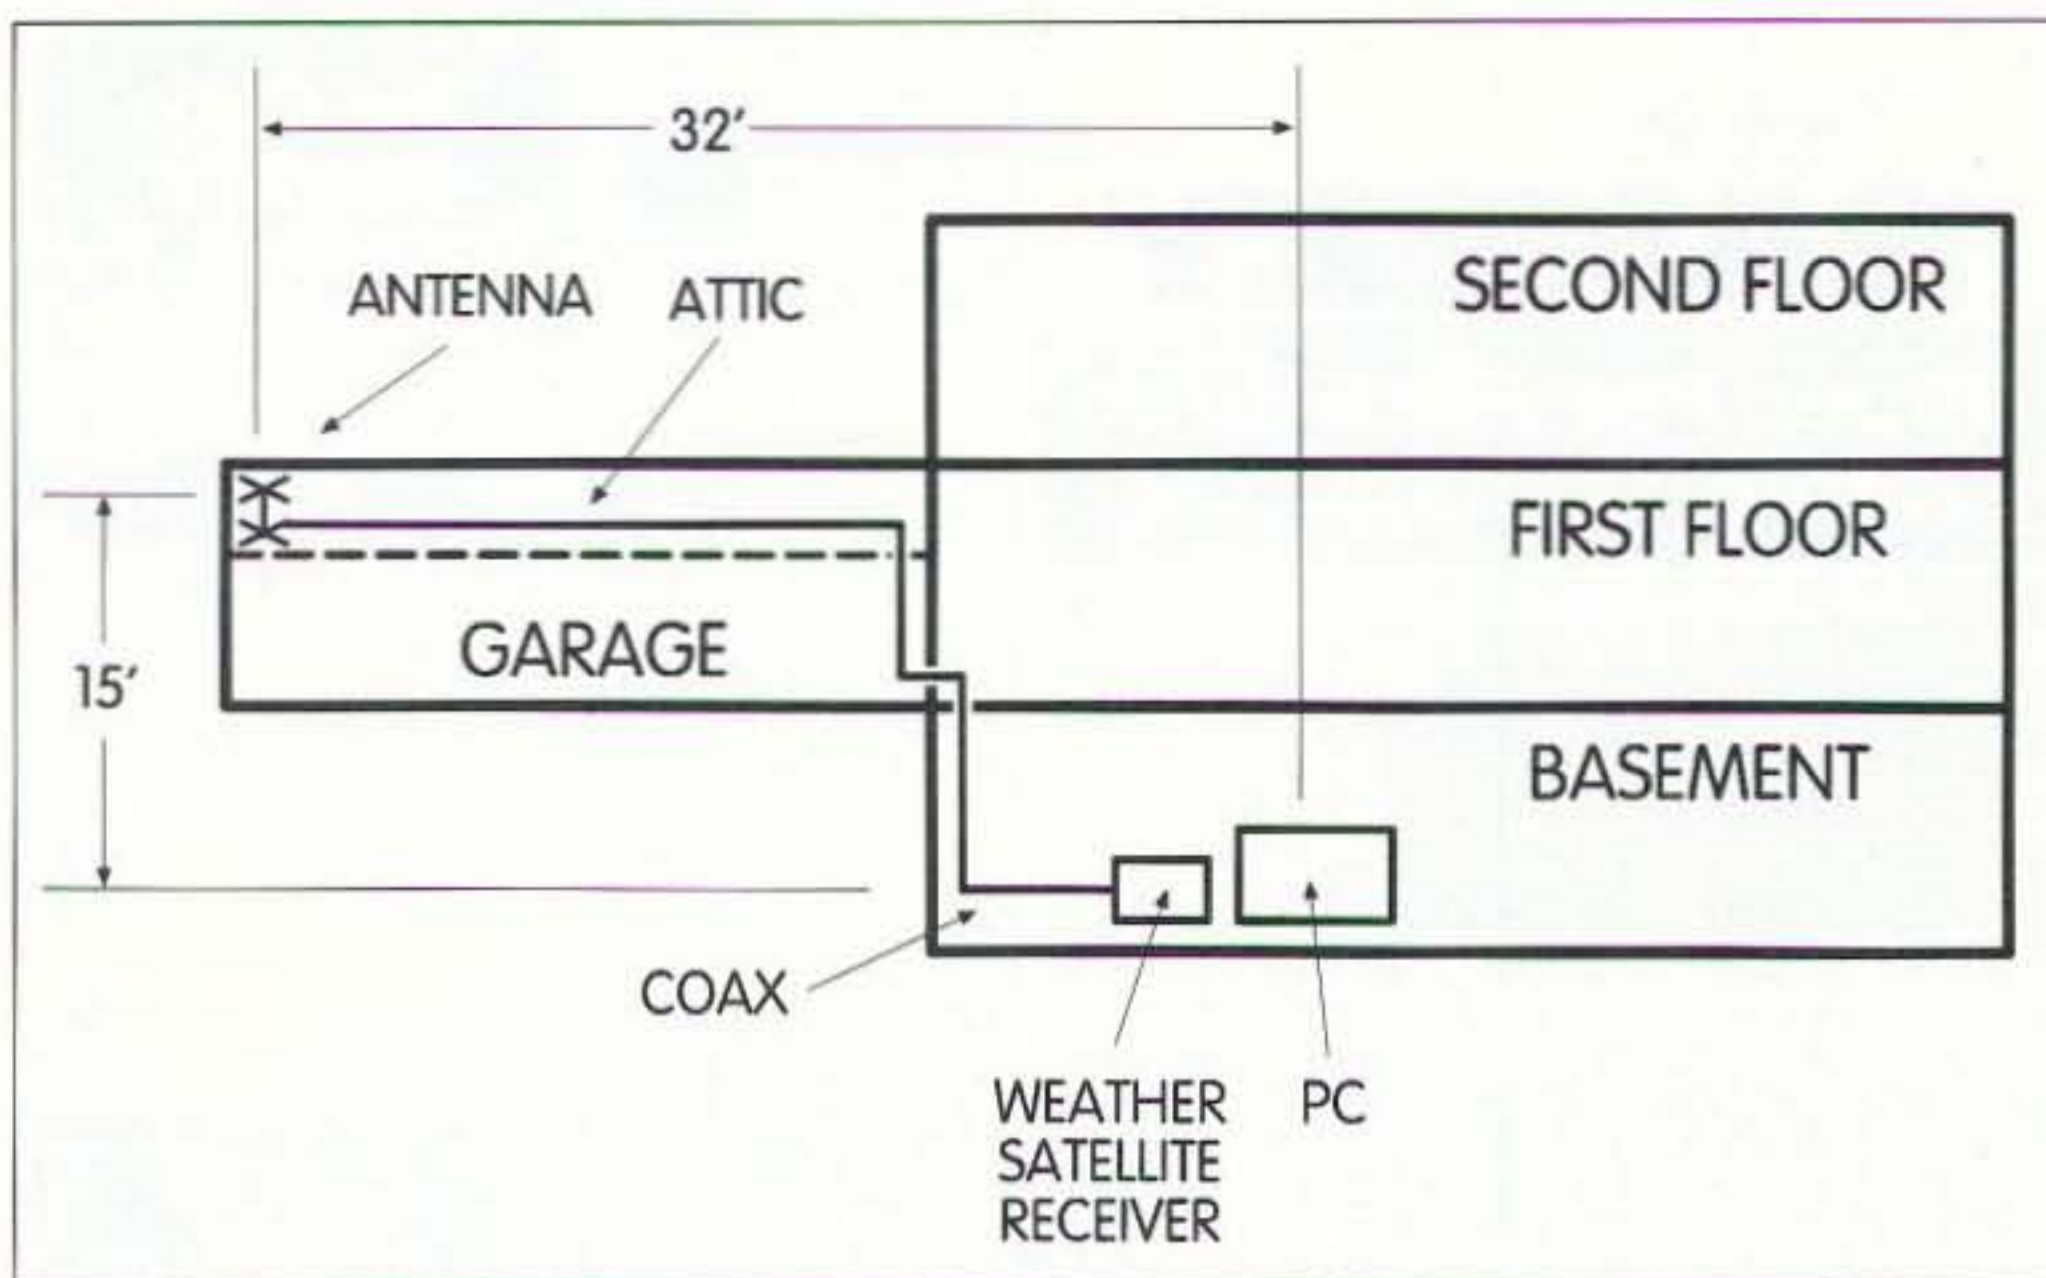 32'
SECOND FLOOR
ANTENNA
ATTIC
FIRST FLOOR
GARAGE
15'
BASEMENT
COAX
WEATHER
SATELLITE
RECEIVER
PC